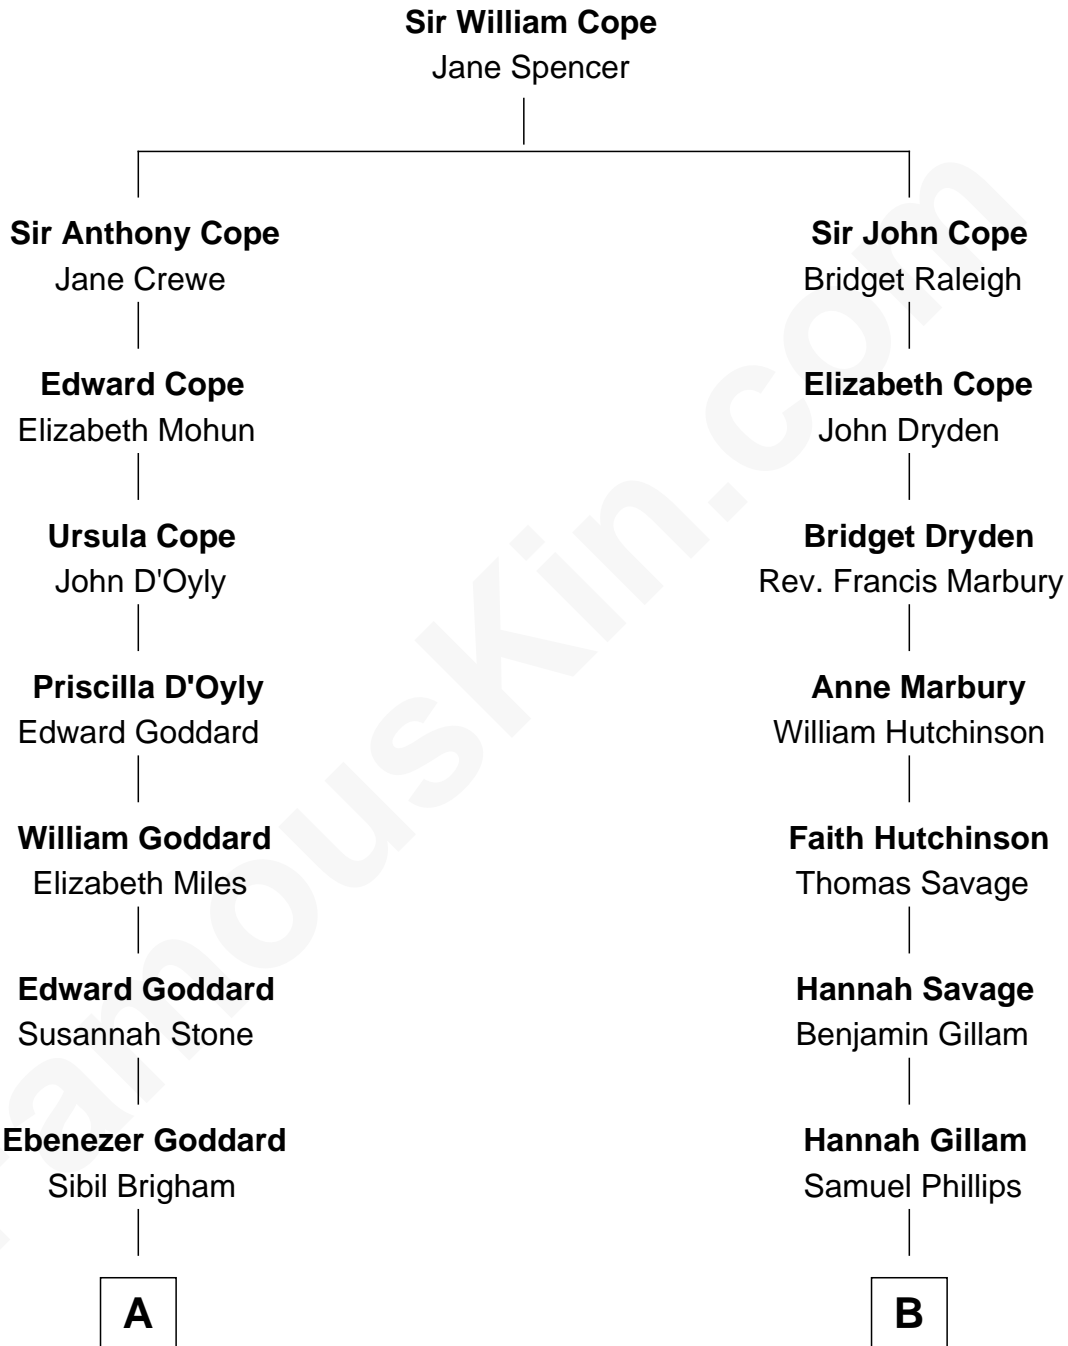 Sir William Cope
Jane Spencer
Sir Anthony Cope
Jane Crewe
Edward Cope
Elizabeth Mohun
Ursula Cope
John D'Oyly
Priscilla D'Oyly
Edward Goddard
William Goddard
Elizabeth Miles
Edward Goddard
Susannah Stone
Ebenezer Goddard
Sibil Brigham
A
Sir John Cope
Bridget Raleigh
Elizabeth Cope
John Dryden
Bridget Dryden
Rev. Francis Marbury
Anne Marbury
William Hutchinson
Faith Hutchinson
Thomas Savage
Hannah Savage
Benjamin Gillam
Hannah Gillam
Samuel Phillips
B
FamousKin.com